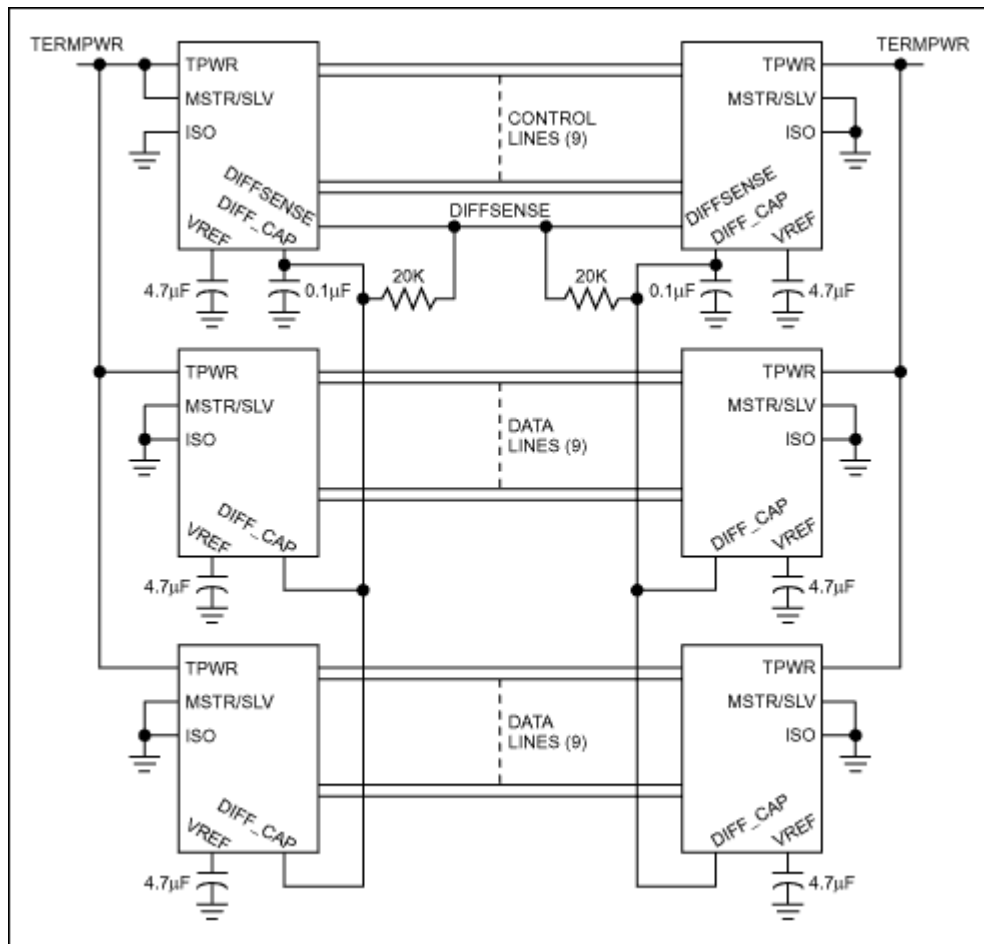 TERMPWR
TERMPWR
TPWR
MSTR/SLV
ISO
DIFFSENSE
DIFF_CAP
VREF
CONTROL
LINES (9)
TPWR
MSTR/SLV
ISO
DIFFSENSE
DIFF_CAP
VREF
DIFFSENSE
4.7µF
0.1µF
20K
20K
0.1µF
4.7µF
TPWR
MSTR/SLV
ISO
VREF
DIFF_CAP
DATA
LINES (9)
TPWR
MSTR/SLV
ISO
DIFF_CAP
VREF
4.7µF
4.7µF
TPWR
MSTR/SLV
ISO
VREF
DIFF_CAP
DATA
LINES (9)
TPWR
MSTR/SLV
ISO
DIFF_CAP
VREF
4.7µF
4.7µF